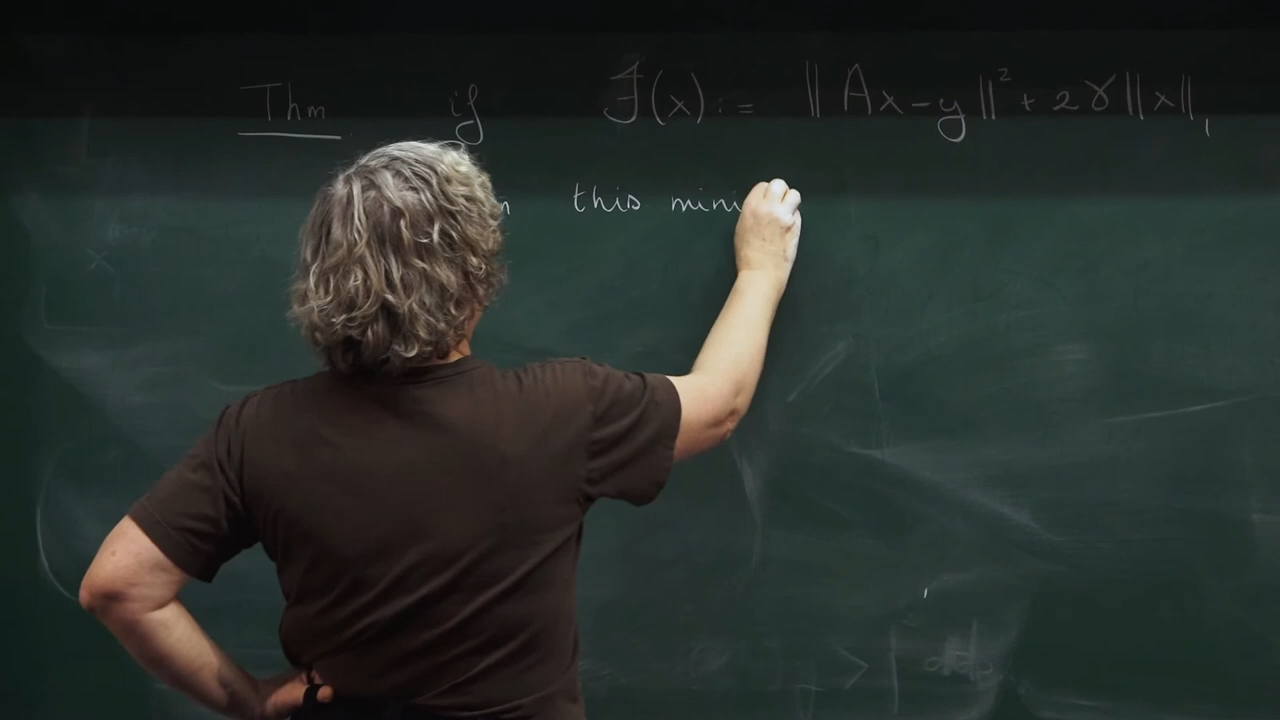 Thm if 𝓕(x) := ‖Ax-y‖² + 2γ‖x‖₁
this mini